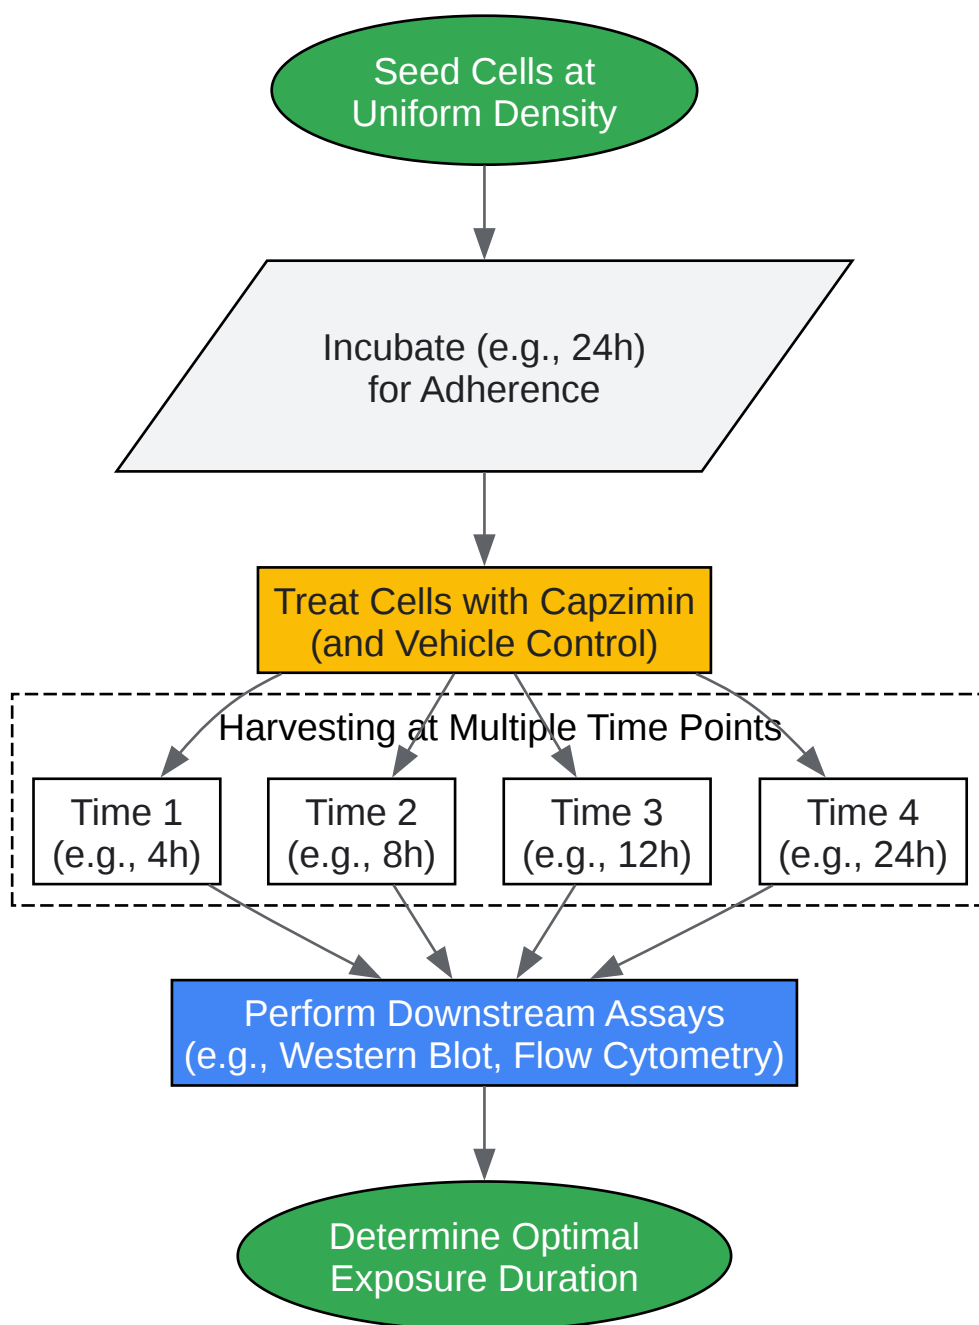 Seed Cells at
Uniform Density
Incubate (e.g., 24h)
for Adherence
Treat Cells with Capzimin
(and Vehicle Control)
Harvesting at Multiple Time Points
Time 1
(e.g., 4h)
Time 2
(e.g., 8h)
Time 3
(e.g., 12h)
Time 4
(e.g., 24h)
Perform Downstream Assays
(e.g., Western Blot, Flow Cytometry)
Determine Optimal
Exposure Duration